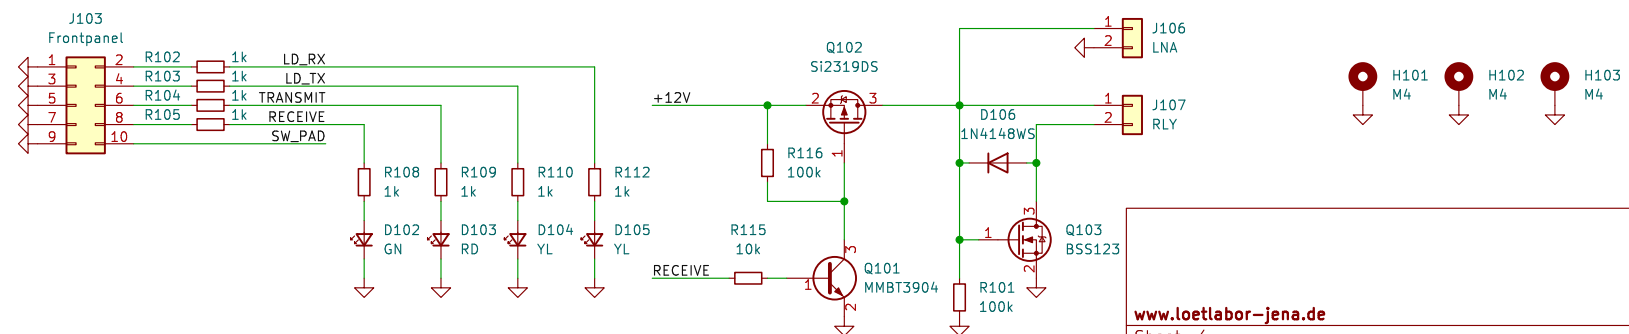 J103
Frontpanel
1
2
3
4
5
6
7
8
9
10
R102 1k
R103 1k
R104 1k
R105 1k
LD_RX
LD_TX
TRANSMIT
RECEIVE
SW_PAD
R108
1k
R109
1k
R110
1k
R112
1k
D102
GN
D103
RD
D104
YL
D105
YL
+12V
Q102
Si2319DS
2
3
1
R116
100k
R115
10k
RECEIVE
Q101
MMBT3904
1
3
2
J106
LNA
1
2
J107
RLY
1
2
D106
1N4148WS
Q103
BSS123
1
3
2
R101
100k
H101
M4
H102
M4
H103
M4
www.loetlabor-jena.de